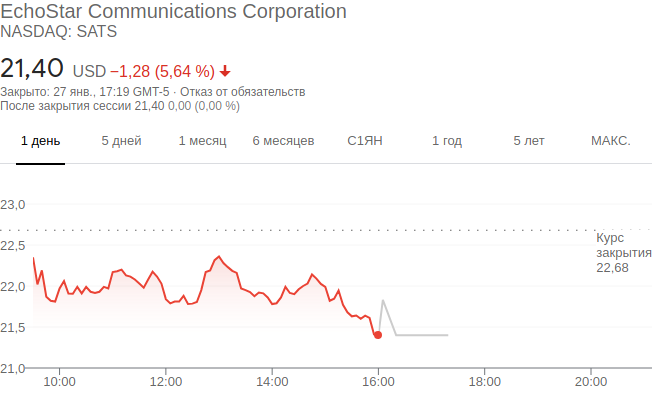 EchoStar Communications Corporation
NASDAQ: SATS
21,40 USD −1,28 (5,64 %)
Закрыто: 27 янв., 17:19 GMT-5 · Отказ от обязательств
После закрытия сессии 21,40 0,00 (0,00 %)
1 день 5 дней 1 месяц 6 месяцев С1ЯН 1 год 5 лет МАКС.
23,0
Курс
закрытия
22,68
22,5
22,0
21,5
21,0
10:00 12:00 14:00 16:00 18:00 20:00